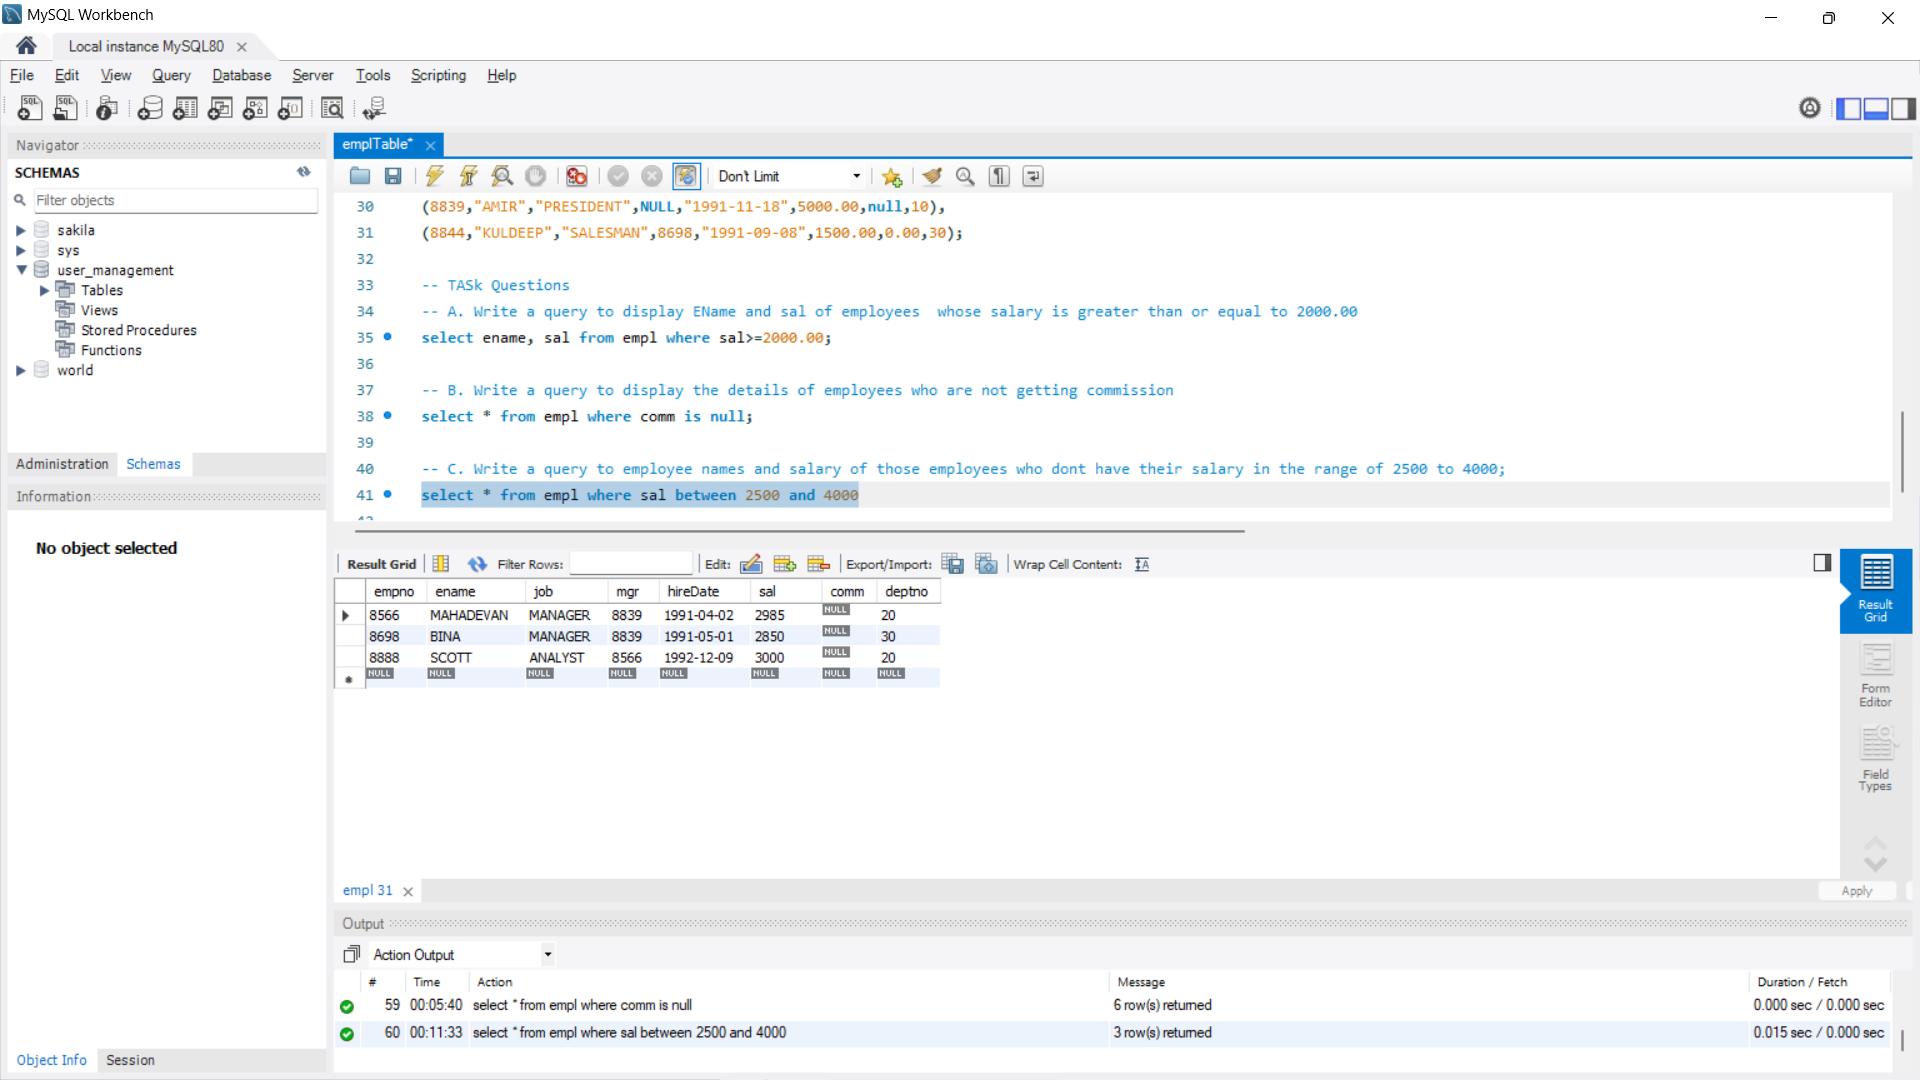 MySQL Workbench
Local instance MySQL80
File Edit View Query Database Server Tools Scripting Help
Navigator
SCHEMAS
Filter objects
sakila
sys
user_management
Tables
Views
Stored Procedures
Functions
world
Administration Schemas
Information
No object selected
Object Info Session
emplTable*
Don't Limit
30 (8839,"AMIR","PRESIDENT",NULL,"1991-11-18",5000.00,null,10),
31 (8844,"KULDEEP","SALESMAN",8698,"1991-09-08",1500.00,0.00,30);
32
33 -- TASk Questions
34 -- A. Write a query to display EName and sal of employees  whose salary is greater than or equal to 2000.00
35 select ename, sal from empl where sal>=2000.00;
36
37 -- B. Write a query to display the details of employees who are not getting commission
38 select * from empl where comm is null;
39
40 -- C. Write a query to employee names and salary of those employees who dont have their salary in the range of 2500 to 4000;
41 select * from empl where sal between 2500 and 4000
42
Result Grid Filter Rows: Edit: Export/Import: Wrap Cell Content:
empno ename job mgr hireDate sal comm deptno
8566 MAHADEVAN MANAGER 8839 1991-04-02 2985 NULL 20
8698 BINA MANAGER 8839 1991-05-01 2850 NULL 30
8888 SCOTT ANALYST 8566 1992-12-09 3000 NULL 20
NULL NULL NULL NULL NULL NULL NULL NULL
Result
Grid
Form
Editor
Field
Types
empl 31
Apply
Output
Action Output
# Time Action Message Duration / Fetch
59 00:05:40 select * from empl where comm is null 6 row(s) returned 0.000 sec / 0.000 sec
60 00:11:33 select * from empl where sal between 2500 and 4000 3 row(s) returned 0.015 sec / 0.000 sec